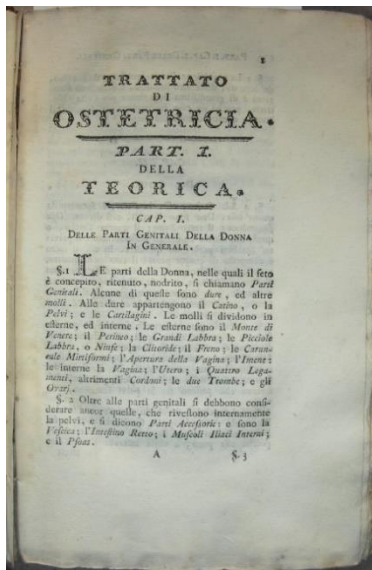 1
TRATTATO
DI
OSTETRICIA.
PART. I.
DELLA
TEORICA.
CAP. I.
DELLE PARTI GENITALI DELLA DONNA
IN GENERALE.
§.1 LE parti della Donna, nelle quali il feto
è concepito, ritenuto, nodrito, si chiamano Parti
Genitali. Alcune di queste sono dure, ed altre
molli. Alle dure appartengono il Catino, o la
Pelvi; e le Cartilagini. Le molli si dividono in
esterne, ed interne. Le esterne sono il Monte di
Venere; il Perineo; le Grandi Labbra; le Picciole
Labbra, o Ninfe; la Clitoride; il Freno; le Carun-
cole Mirtiformi; l'Apertura della Vagina; l'Imene:
le interne la Vagina; l'Utero; i Quattro Lega-
menti, altrimenti Cordoni; le due Trombe; e gli
Ovarj.
§. 2 Oltre alle parti genitali si debbono consi-
derare ancor quelle, che rivestono internamente
la pelvi, e si dicono Parti Accessorie: e sono la
Vescica; l'Intestino Retto; i Muscoli Iliaci Interni;
e il Psoas.
A §.3